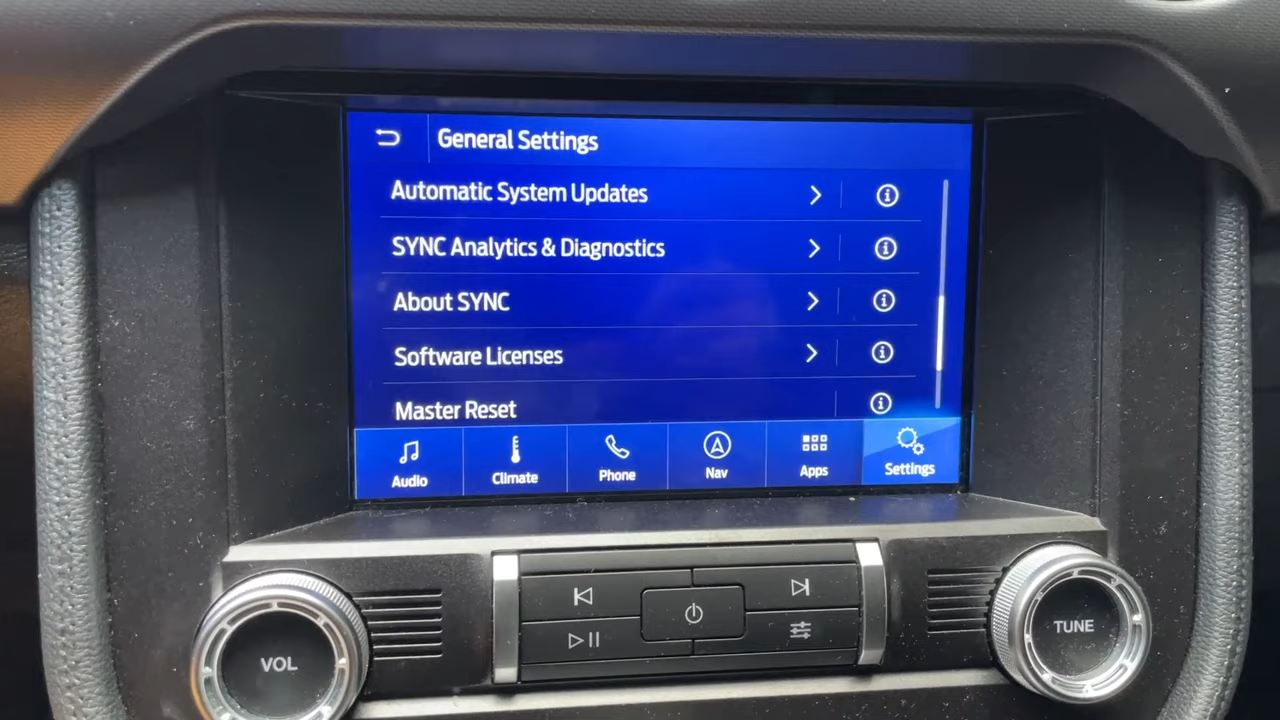 General Settings
Automatic System Updates
SYNC Analytics & Diagnostics
About SYNC
Software Licenses
Master Reset
Audio
Climate
Phone
Nav
Apps
Settings
VOL
TUNE